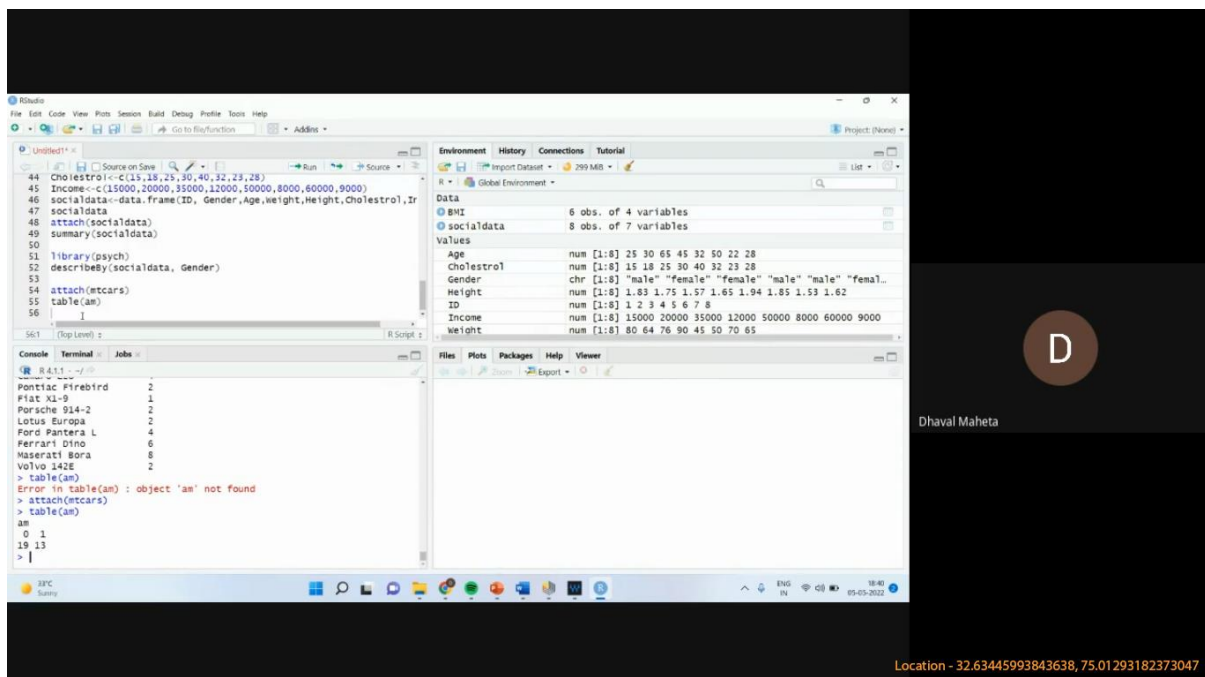 RStudio
File Edit Code View Plots Session Build Debug Profile Tools Help
Go to file/function Addins
Project: (None)
Untitled1*
Source on Save Run Source
44 Cholestrol<-c(15,18,25,30,40,32,23,28)
45 Income<-c(15000,20000,35000,12000,50000,8000,60000,9000)
46 socialdata<-data.frame(ID, Gender,Age,Weight,Height,Cholestrol,Ir
47 socialdata
48 attach(socialdata)
49 summary(socialdata)
50
51 library(psych)
52 describeBy(socialdata, Gender)
53
54 attach(mtcars)
55 table(am)
56
56:1 (Top Level) R Script
Console Terminal Jobs
R 4.1.1 · ~/
Pontiac Firebird 2
Fiat X1-9 1
Porsche 914-2 2
Lotus Europa 2
Ford Pantera L 4
Ferrari Dino 6
Maserati Bora 8
Volvo 142E 2
> table(am)
Error in table(am) : object 'am' not found
> attach(mtcars)
> table(am)
am
0 1
19 13
>
Environment History Connections Tutorial
Import Dataset 299 MiB List
R Global Environment
Data
BMI 6 obs. of 4 variables
socialdata 8 obs. of 7 variables
Values
Age num [1:8] 25 30 65 45 32 50 22 28
Cholestrol num [1:8] 15 18 25 30 40 32 23 28
Gender chr [1:8] "male" "female" "female" "male" "male" "femal...
Height num [1:8] 1.83 1.75 1.57 1.65 1.94 1.85 1.53 1.62
ID num [1:8] 1 2 3 4 5 6 7 8
Income num [1:8] 15000 20000 35000 12000 50000 8000 60000 9000
Weight num [1:8] 80 64 76 90 45 50 70 65
Files Plots Packages Help Viewer
Zoom Export
33°C
Sunny
ENG
IN
18:40
05-05-2022
2
D
Dhaval Maheta
Location - 32.63445993843638, 75.01293182373047